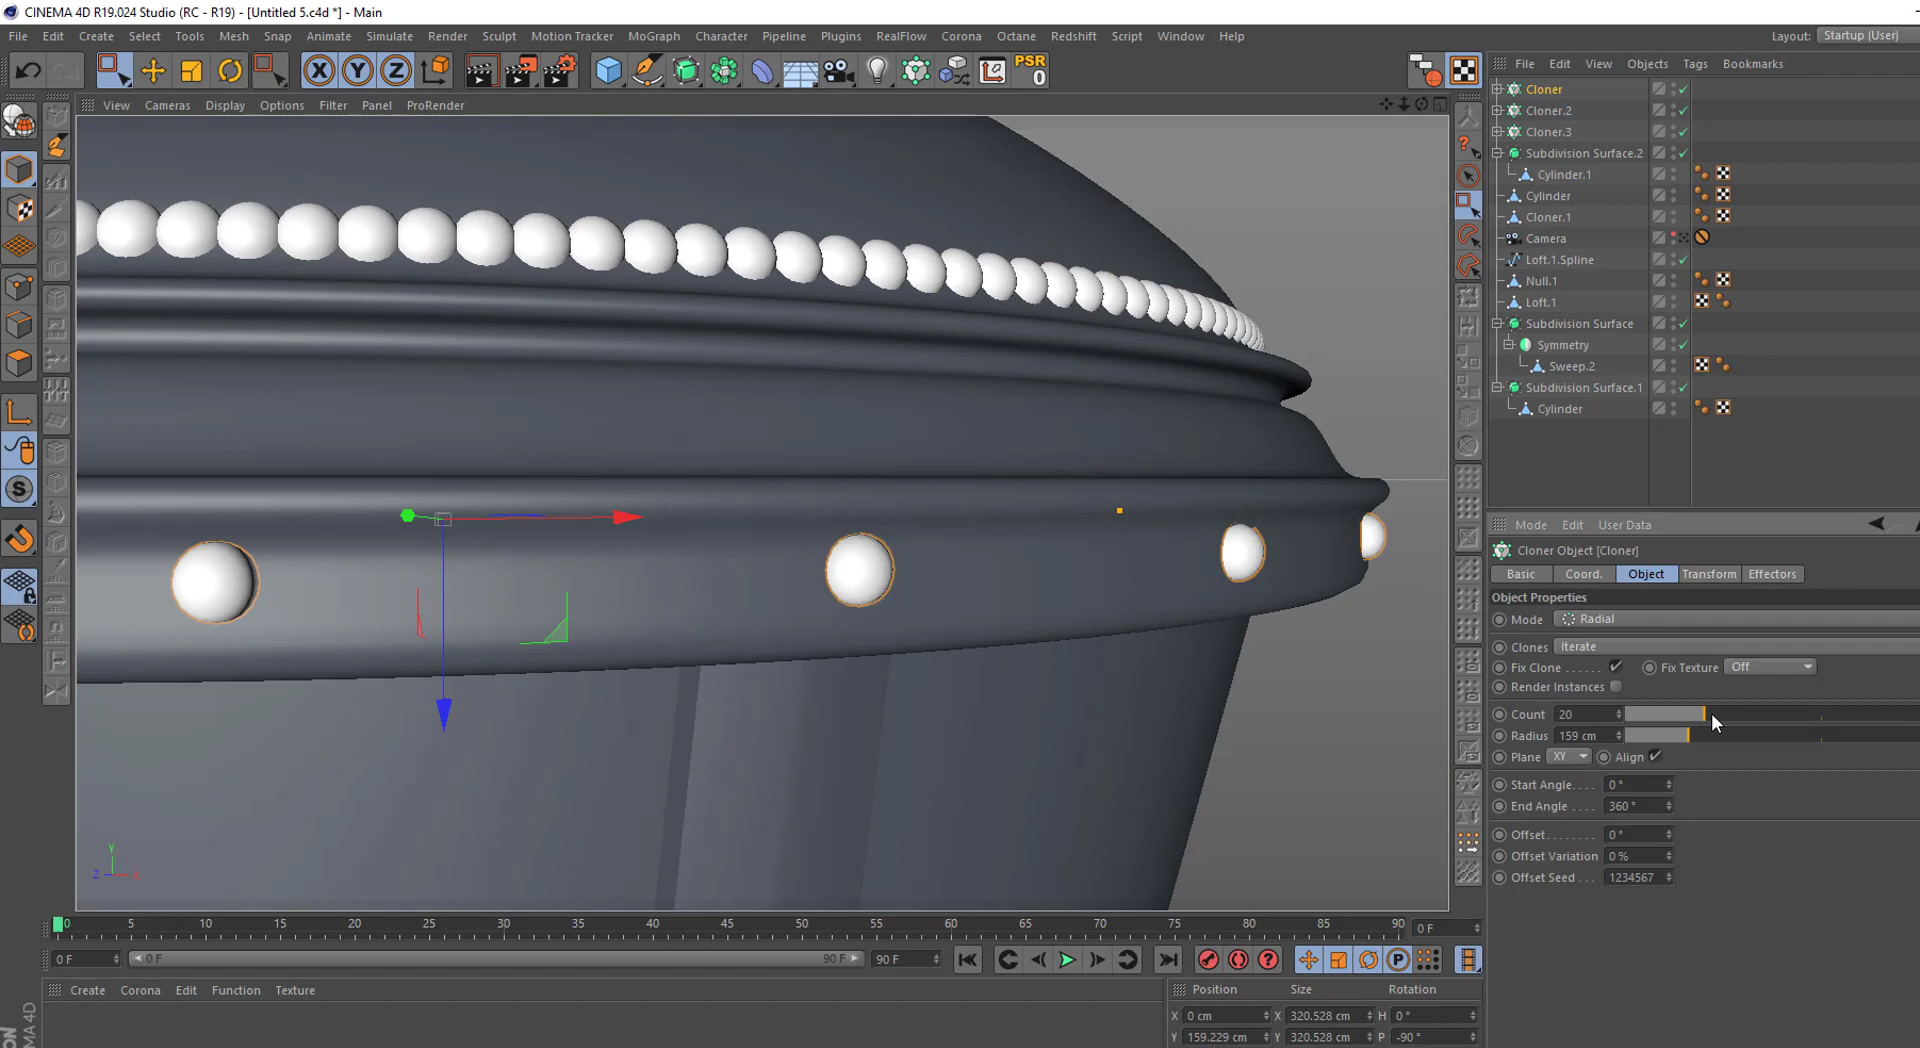 CINEMA 4D R19.024 Studio (RC - R19) - [Untitled 5.c4d *] - Main
File Edit Create Select Tools Mesh Snap Animate Simulate Render Sculpt Motion Tracker MoGraph Character Pipeline Plugins RealFlow Corona Octane Redshift Script Window Help Layout: Startup (User)
X Y Z PSR 0
File Edit View Objects Tags Bookmarks
View Cameras Display Options Filter Panel ProRender
Cloner
Cloner.2
Cloner.3
Subdivision Surface.2
Cylinder.1
Cylinder
Cloner.1
Camera
Loft.1.Spline
Null.1
Loft.1
Subdivision Surface
Symmetry
Sweep.2
Subdivision Surface.1
Cylinder
Mode Edit User Data
Cloner Object [Cloner]
Basic Coord. Object Transform Effectors
Object Properties
Mode Radial
Clones Iterate
Fix Clone ...... Fix Texture Off
Render Instances
Count 20
Radius 159 cm
Plane XY Align
Start Angle.... 0 °
End Angle .... 360 °
Offset........ 0 °
Offset Variation 0 %
Offset Seed ... 1234567
Y
Z X
0 5 10 15 20 25 30 35 40 45 50 55 60 65 70 75 80 85 90 0 F
0 F 0 F 90 F 90 F ? P
Create Corona Edit Function Texture
Position Size Rotation
X 0 cm X 320.528 cm H 0 °
Y 159.229 cm Y 320.528 cm P -90 °